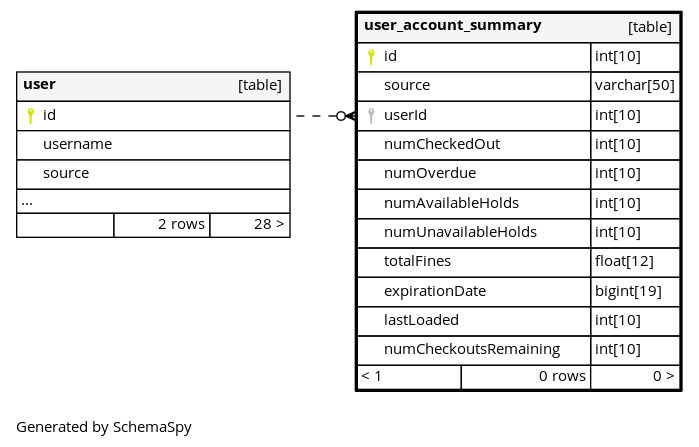 user [table]
id
username
source
...
2 rows 28 >
user_account_summary [table]
id int[10]
source varchar[50]
userId int[10]
numCheckedOut int[10]
numOverdue int[10]
numAvailableHolds int[10]
numUnavailableHolds int[10]
totalFines float[12]
expirationDate bigint[19]
lastLoaded int[10]
numCheckoutsRemaining int[10]
< 1 0 rows 0 >
Generated by SchemaSpy